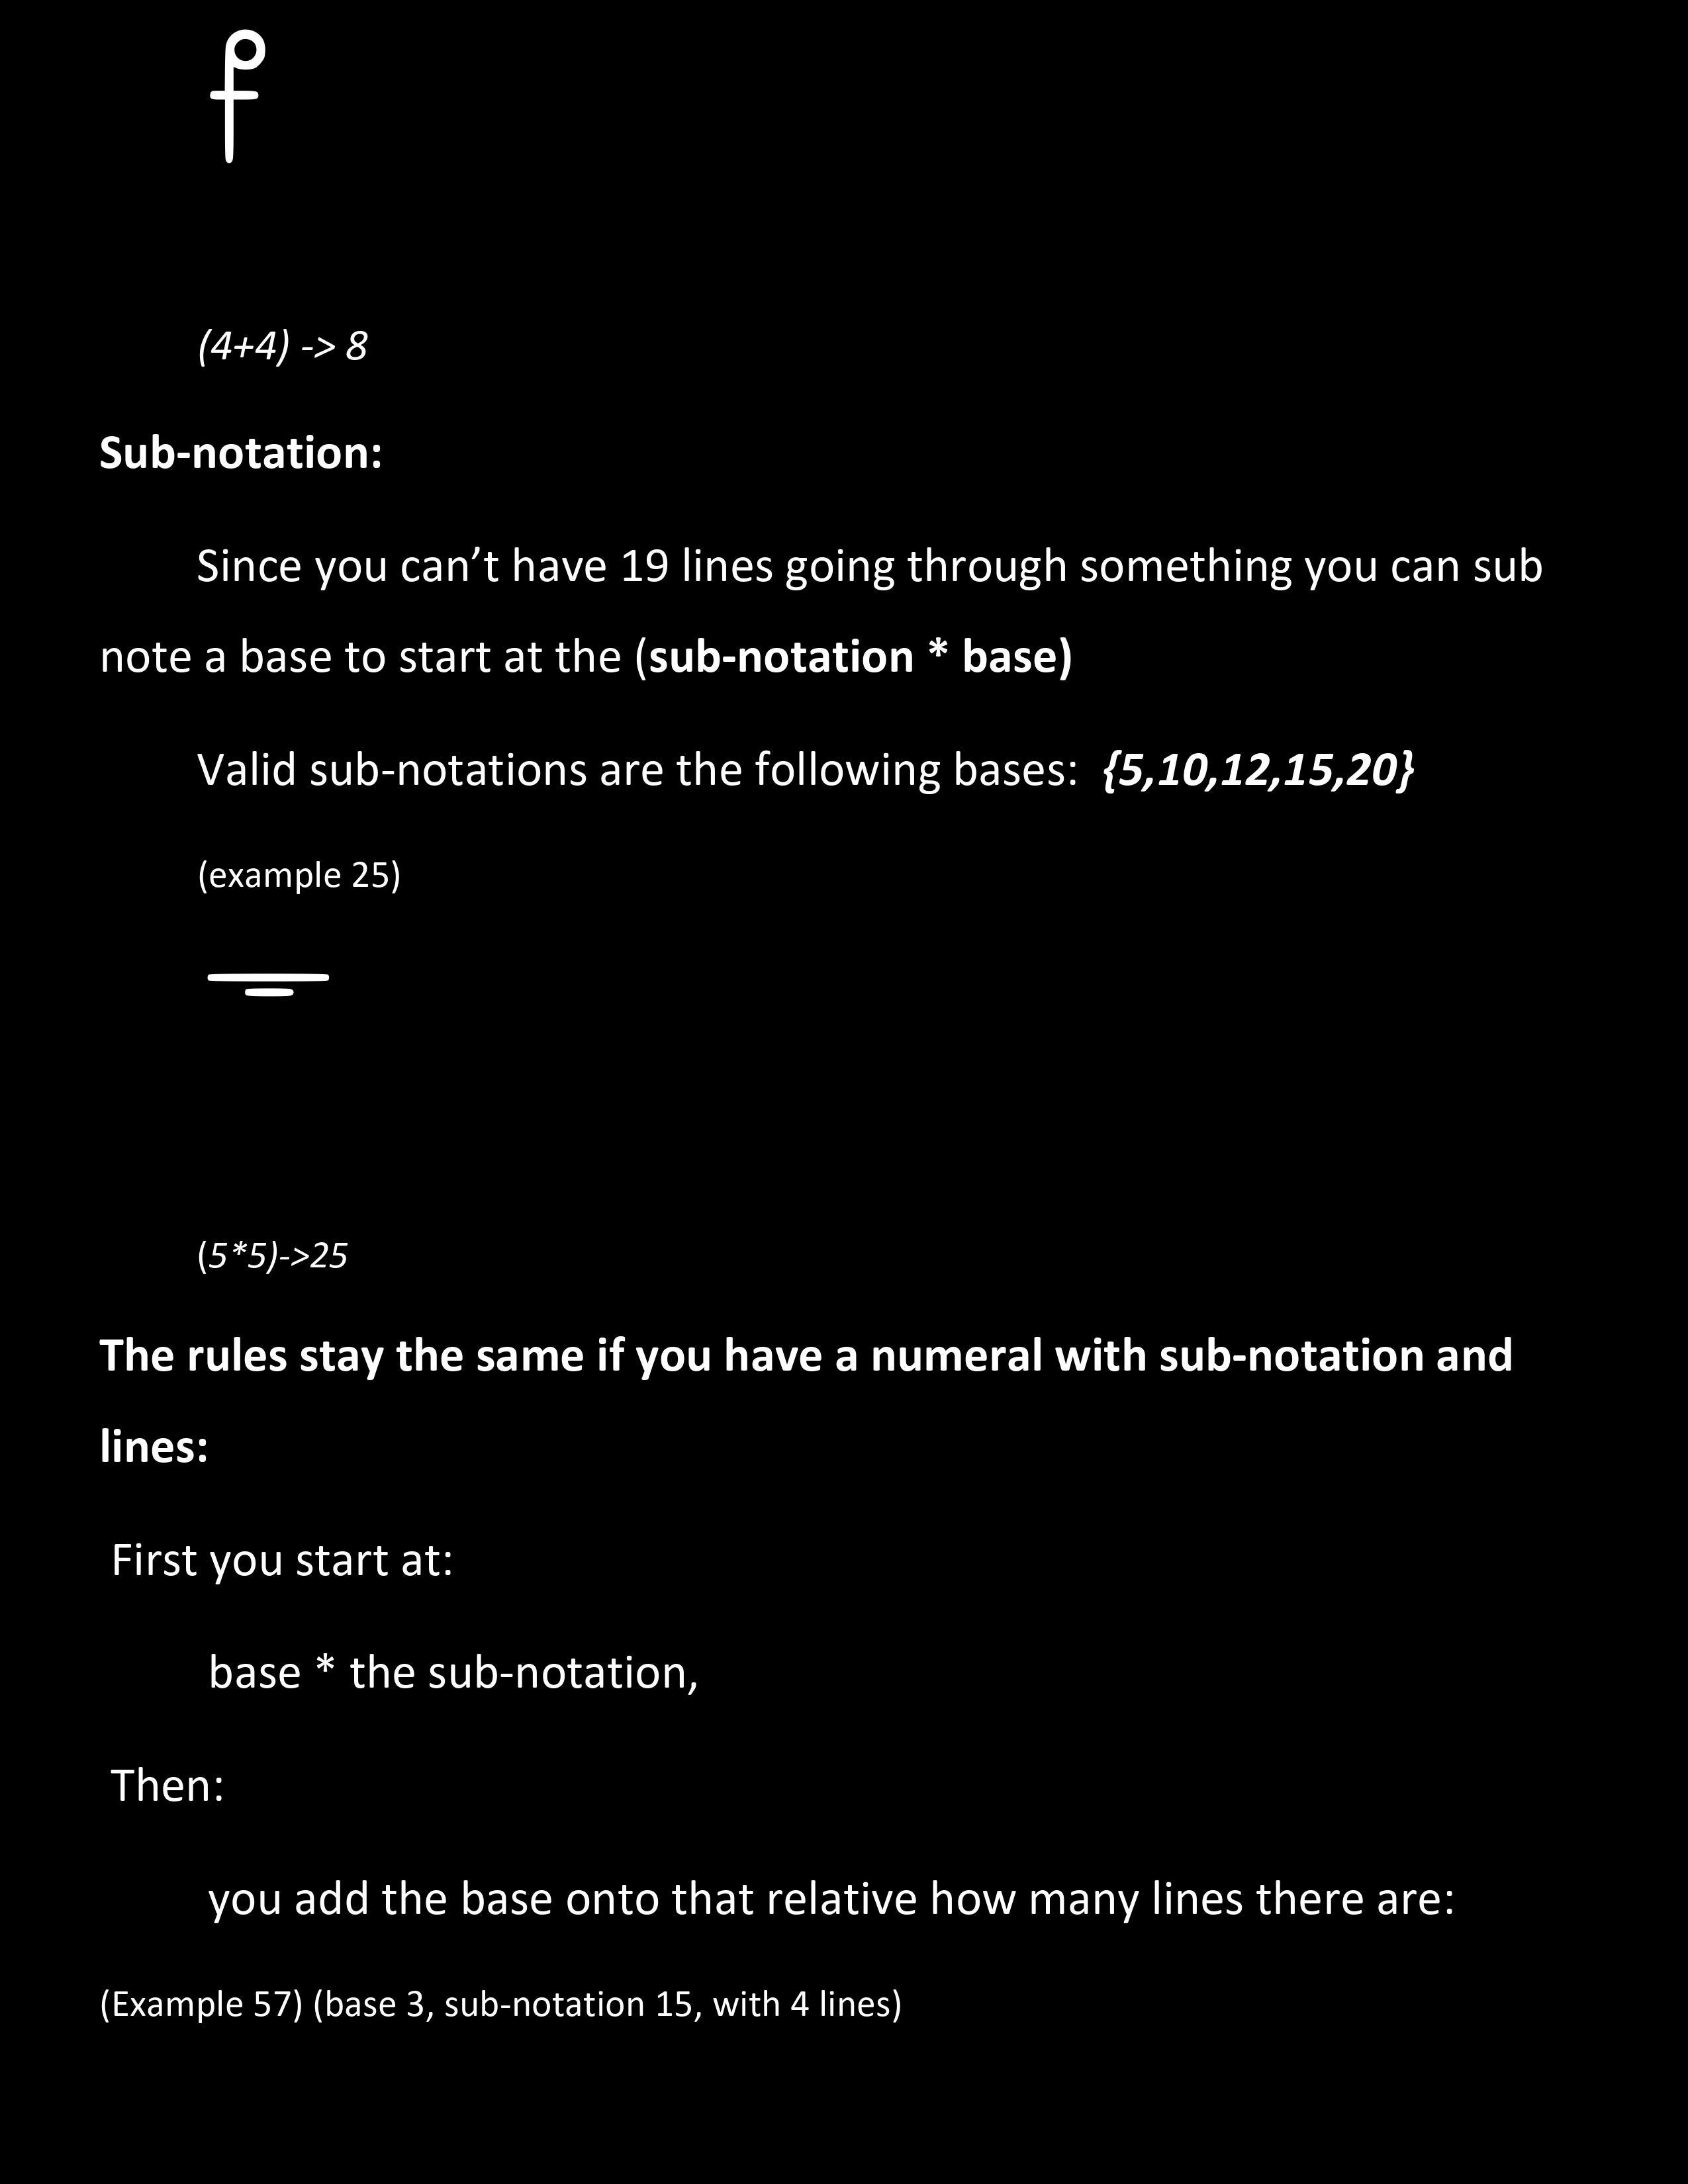 (4+4) -> 8
Sub-notation:
Since you can’t have 19 lines going through something you can sub
note a base to start at the (sub-notation * base)
Valid sub-notations are the following bases: {5,10,12,15,20}
(example 25)
(5*5)->25
The rules stay the same if you have a numeral with sub-notation and
lines:
First you start at:
base * the sub-notation,
Then:
you add the base onto that relative how many lines there are:
(Example 57) (base 3, sub-notation 15, with 4 lines)